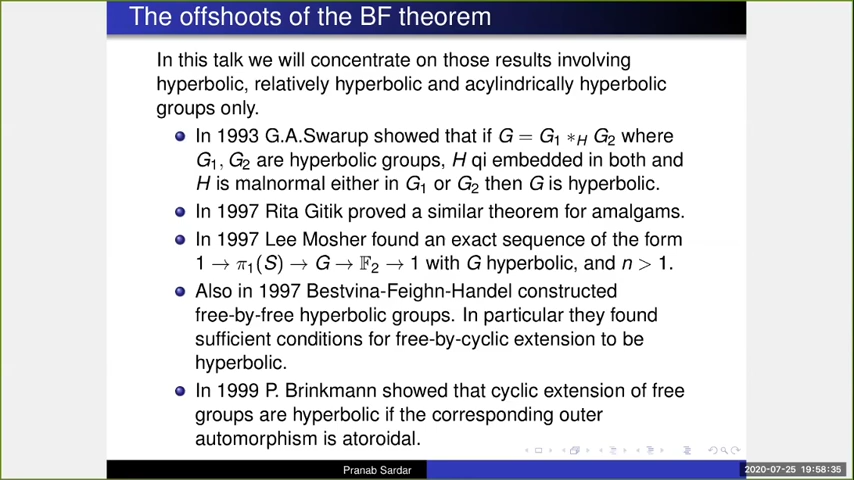 The offshoots of the BF theorem
In this talk we will concentrate on those results involving
hyperbolic, relatively hyperbolic and acylindrically hyperbolic
groups only.
In 1993 G.A.Swarup showed that if G = G₁ *_H G₂ where
G₁, G₂ are hyperbolic groups, H qi embedded in both and
H is malnormal either in G₁ or G₂ then G is hyperbolic.
In 1997 Rita Gitik proved a similar theorem for amalgams.
In 1997 Lee Mosher found an exact sequence of the form
1 → π₁(S) → G → 𝔽₂ → 1 with G hyperbolic, and n > 1.
Also in 1997 Bestvina-Feighn-Handel constructed
free-by-free hyperbolic groups. In particular they found
sufficient conditions for free-by-cyclic extension to be
hyperbolic.
In 1999 P. Brinkmann showed that cyclic extension of free
groups are hyperbolic if the corresponding outer
automorphism is atoroidal.
Pranab Sardar
2020-07-25 19:58:35